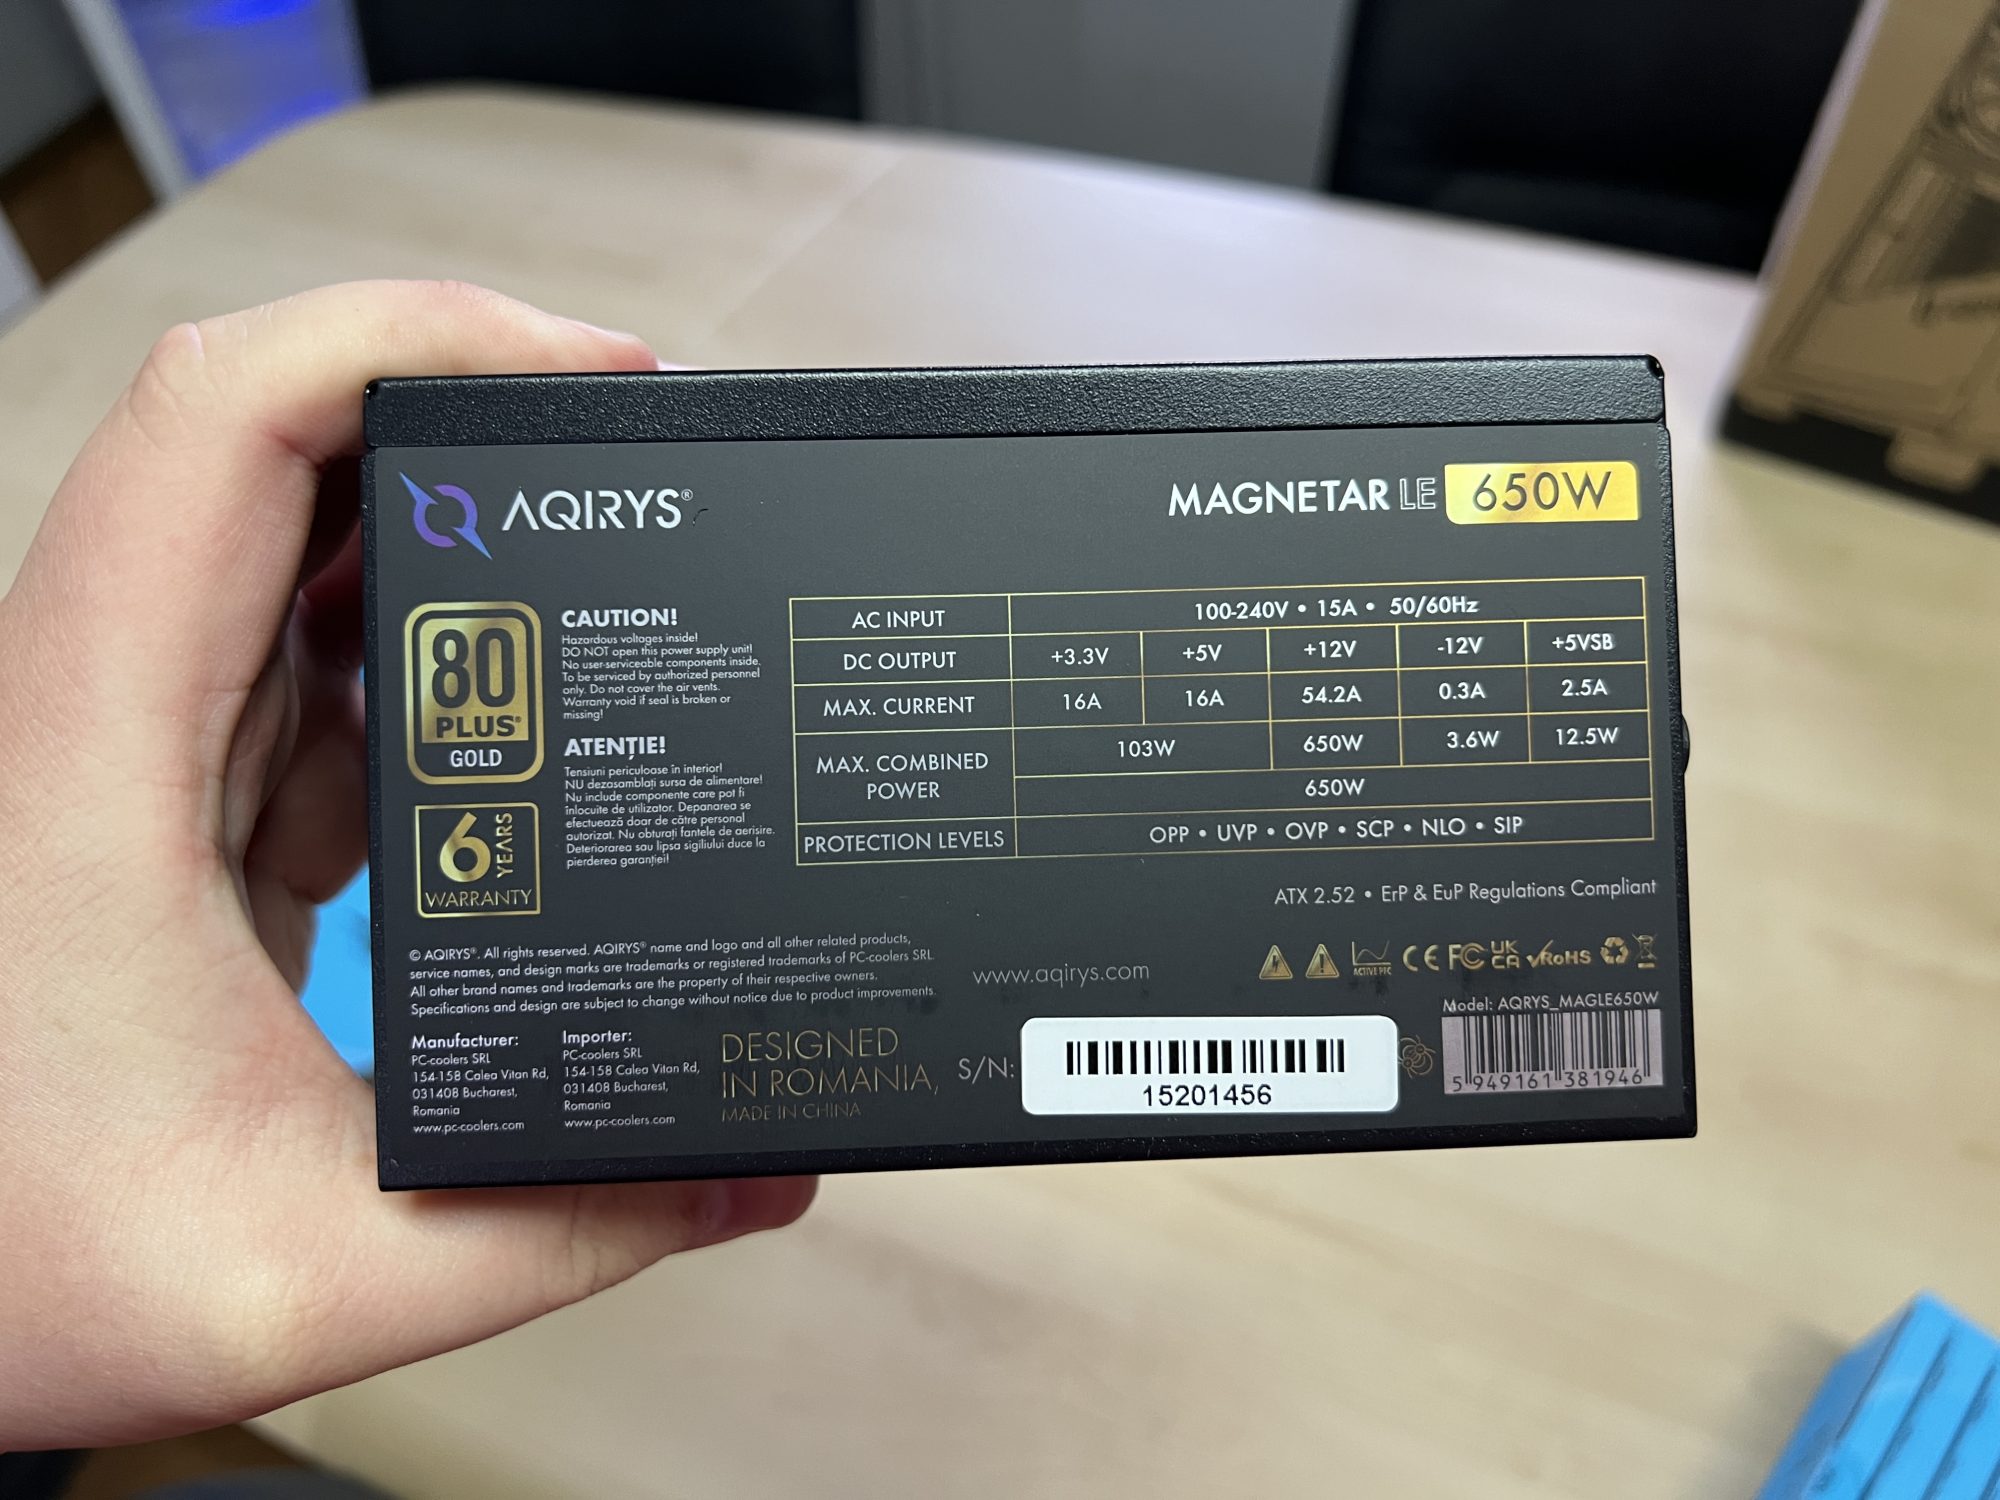 AQIRYS®
MAGNETAR LE 650W
80
PLUS®
GOLD
6 YEARS
WARRANTY
CAUTION!
Hazardous voltages inside!
DO NOT open this power supply unit!
No user-serviceable components inside.
To be serviced by authorized personnel
only. Do not cover the air vents.
Warranty void if seal is broken or
missing!
ATENȚIE!
Tensiuni periculoase în interior!
NU dezasamblați sursa de alimentare!
Nu include componente care pot fi
înlocuite de utilizator. Depanarea se
efectuează doar de către personal
autorizat. Nu obturați fantele de aerisire.
Deteriorarea sau lipsa sigiliului duce la
pierderea garanției!
AC INPUT 100-240V • 15A • 50/60Hz
DC OUTPUT +3.3V +5V +12V -12V +5VSB
MAX. CURRENT 16A 16A 54.2A 0.3A 2.5A
MAX. COMBINED POWER 103W 650W 3.6W 12.5W
650W
PROTECTION LEVELS OPP • UVP • OVP • SCP • NLO • SIP
ATX 2.52 • ErP & EuP Regulations Compliant
© AQIRYS®. All rights reserved. AQIRYS® name and logo and all other related products,
service names, and design marks are trademarks or registered trademarks of PC-coolers SRL
All other brand names and trademarks are the property of their respective owners.
Specifications and design are subject to change without notice due to product improvements.
www.aqirys.com
ACTIVE PFC CE FC UK CA RoHS
Manufacturer:
PC-coolers SRL
154-158 Calea Vitan Rd,
031408 Bucharest,
Romania
www.pc-coolers.com
Importer:
PC-coolers SRL
154-158 Calea Vitan Rd,
031408 Bucharest,
Romania
www.pc-coolers.com
DESIGNED
IN ROMANIA,
MADE IN CHINA
S/N:
15201456
Model: AQRYS_MAGLE650W
5 949161 381946